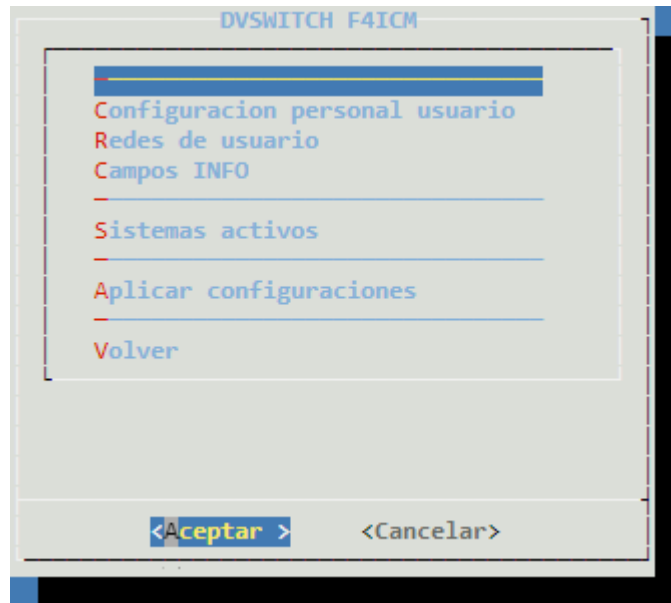 DVSWITCH F4ICM
Configuracion personal usuario
Redes de usuario
Campos INFO
Sistemas activos
Aplicar configuraciones
Volver
<Aceptar > <Cancelar>